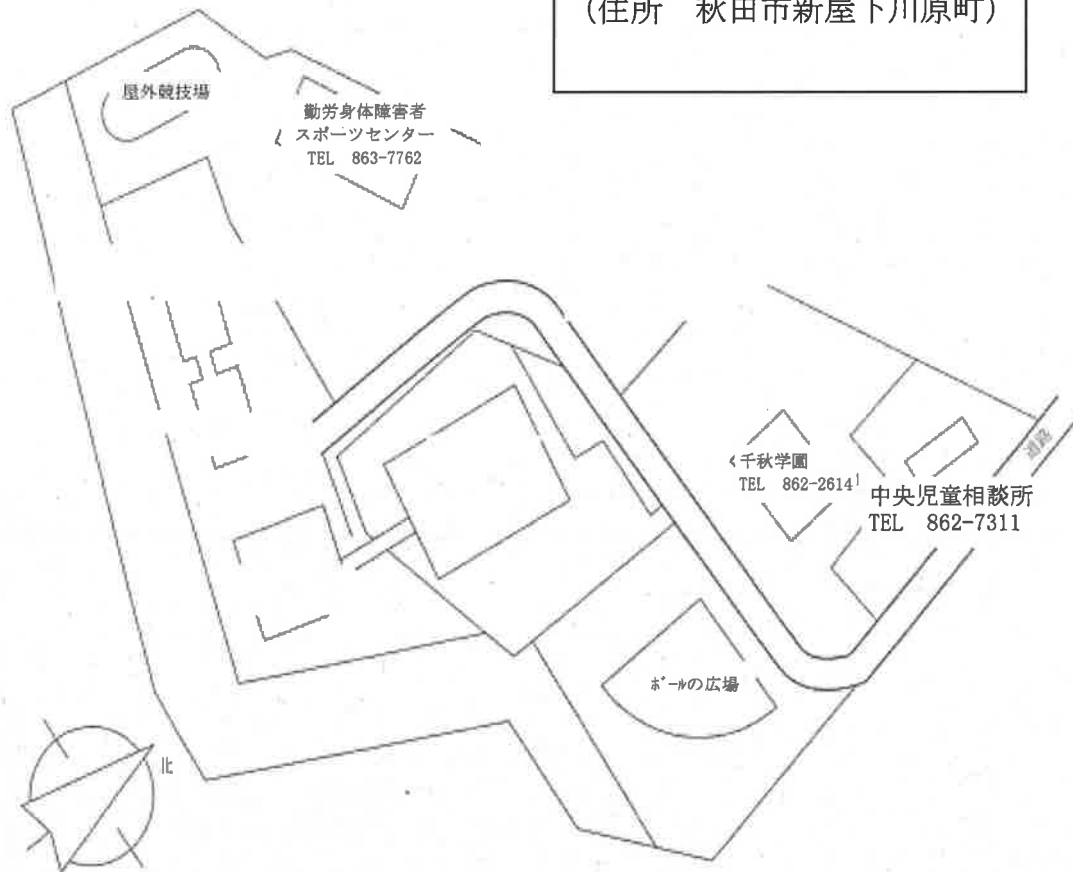 (住所　秋田市新屋下川原町)
屋外競技場
勤労身体障害者
スポーツセンター
TEL　863-7762
千秋学園
TEL　862-2614
中央児童相談所
TEL　862-7311
道路
ボールの広場
北